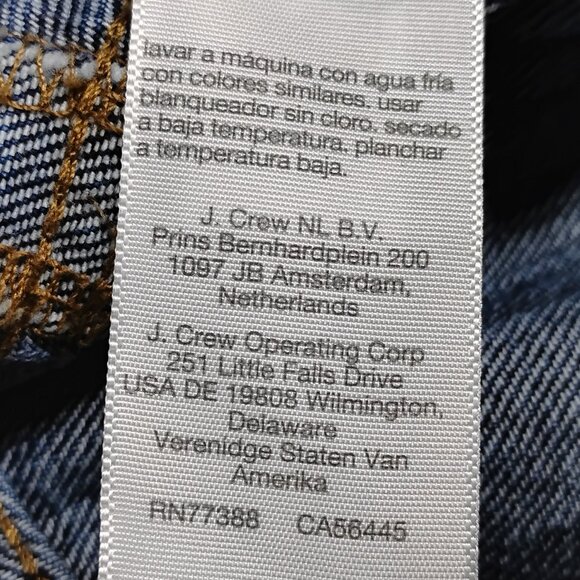 lavar a máquina con agua fría
con colores similares. usar
blanqueador sin cloro. secado
a baja temperatura. planchar
a temperatura baja.
J. Crew NL B.V.
Prins Bernhardplein 200
1097 JB Amsterdam,
Netherlands
J. Crew Operating Corp
251 Little Falls Drive
USA DE 19808 Wilmington,
Delaware
Verenidge Staten Van
Amerika
RN77388 CA56445